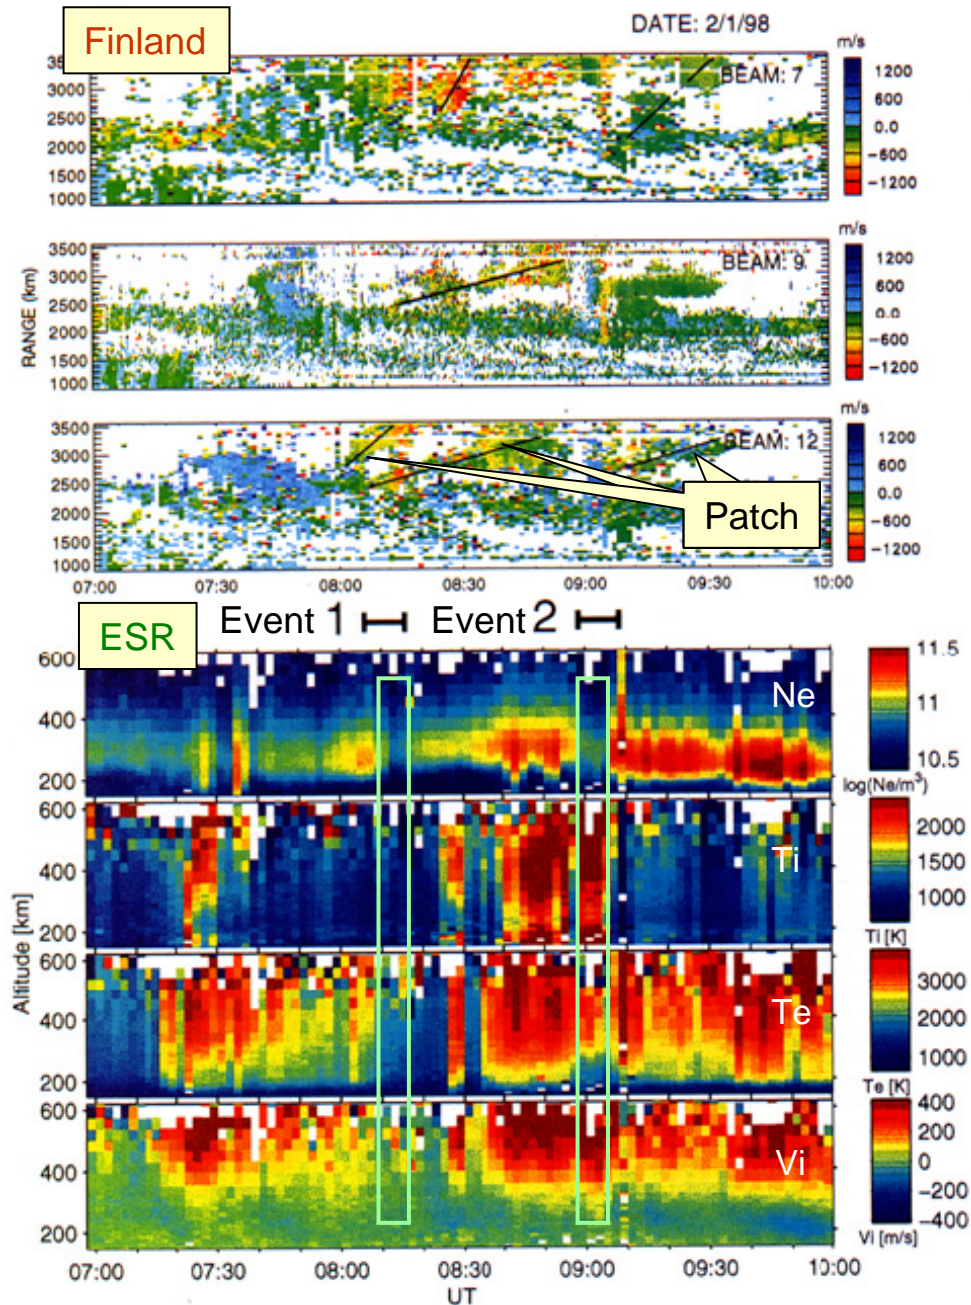 Finland
DATE: 2/1/98
m/s
BEAM: 7
3500
3000
2500
2000
1500
1000
1200
600
0.0
−600
−1200
m/s
BEAM: 9
RANGE (km)
3500
3000
2500
2000
1500
1000
1200
600
0.0
−600
−1200
m/s
BEAM: 12
3500
3000
2500
2000
1500
1000
1200
600
0.0
−600
−1200
Patch
07:00 07:30 08:00 08:30 09:00 09:30 10:00
ESR
Event 1 Event 2
Ne
600
400
200
11.5
11
10.5
log(Ne/m³)
Ti
600
400
200
2000
1500
1000
Ti [K]
Altitude [km]
Te
600
400
200
3000
2000
1000
Te [K]
Vi
600
400
200
400
200
0
−200
−400
Vi [m/s]
07:00 07:30 08:00 08:30 09:00 09:30 10:00
UT